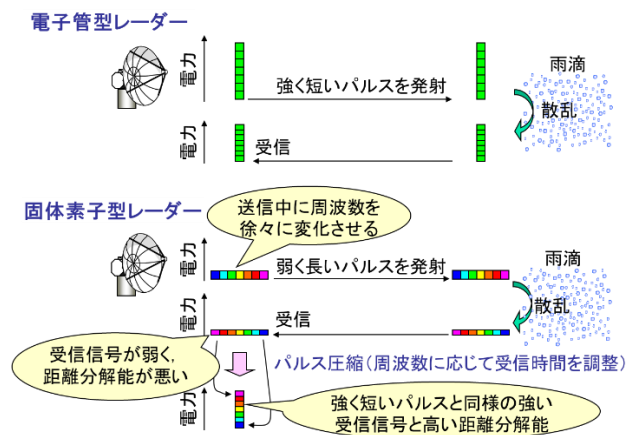 電子管型レーダー
電力
強く短いパルスを発射
雨滴
散乱
電力
受信
固体素子型レーダー
送信中に周波数を
徐々に変化させる
電力
弱く長いパルスを発射
雨滴
散乱
電力
受信
受信信号が弱く，
距離分解能が悪い
パルス圧縮（周波数に応じて受信時間を調整）
電力
強く短いパルスと同様の強い
受信信号と高い距離分解能